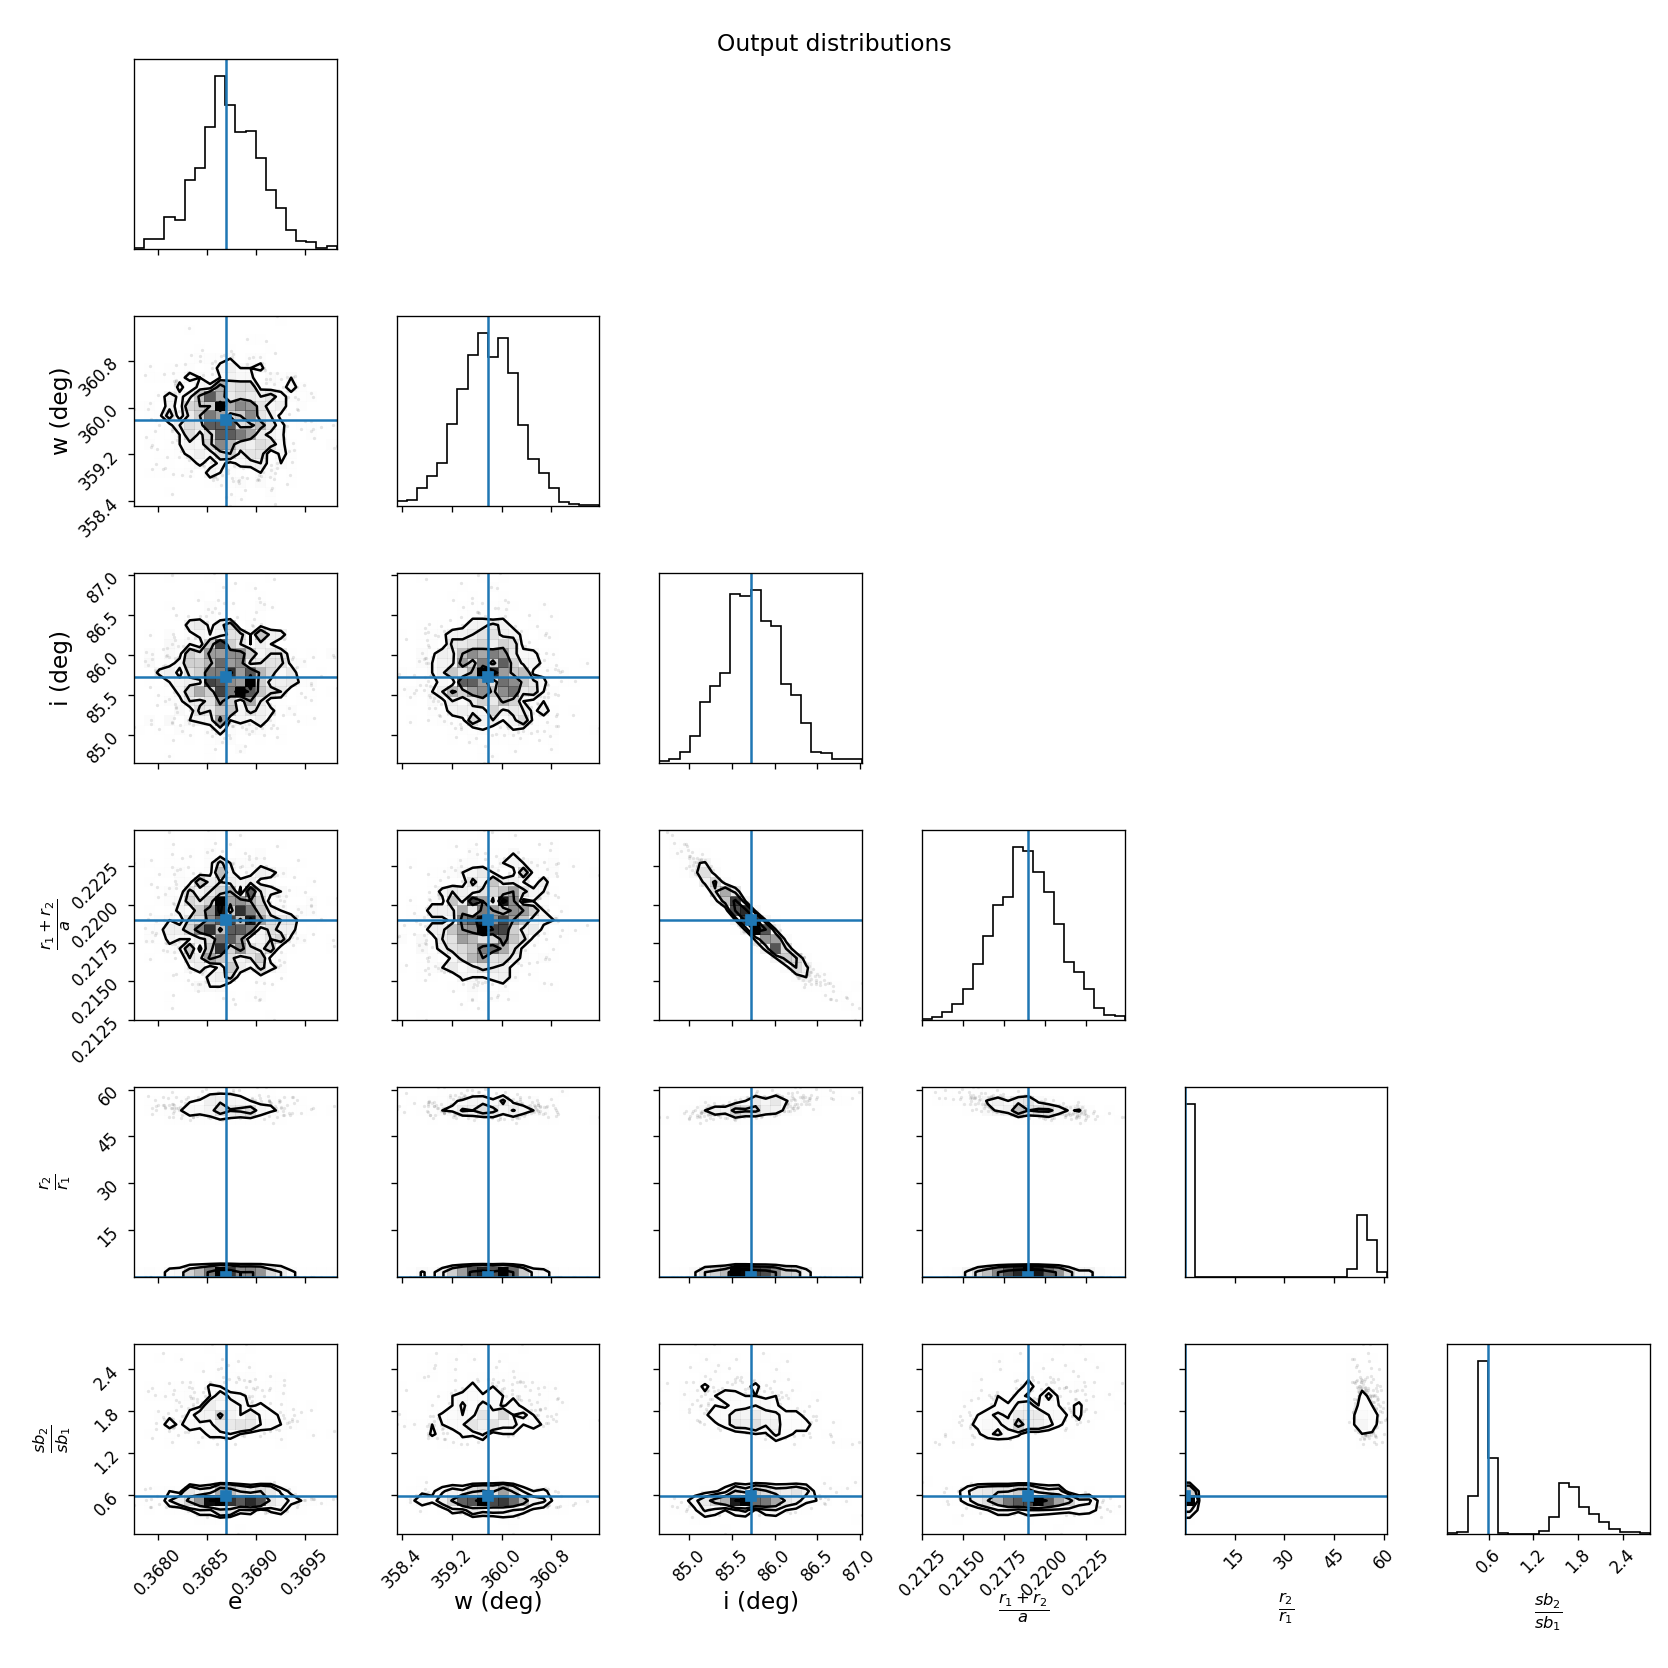 Output distributions
w (deg)
360.8
360.0
359.2
358.4
i (deg)
87.0
86.5
86.0
85.5
85.0
r₁ + r₂
a
0.2225
0.2200
0.2175
0.2150
0.2125
r₂
r₁
60
45
30
15
sb₂
sb₁
2.4
1.8
1.2
0.6
0.3680 0.3685 0.3690 0.3695 358.4 359.2 360.0 360.8 85.0 85.5 86.0 86.5 87.0 0.2125 0.2150 0.2175 0.2200 0.2225 15 30 45 60 0.6 1.2 1.8 2.4
e
w (deg)
i (deg)
r₁ + r₂
a
r₂
r₁
sb₂
sb₁